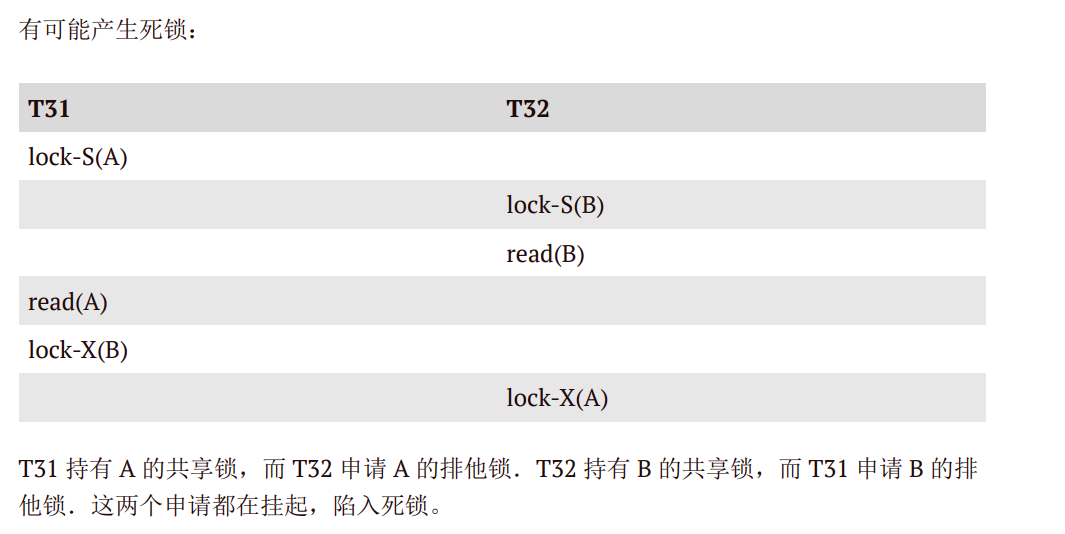 有可能产生死锁：
T31 T32
lock-S(A)
lock-S(B)
read(B)
read(A)
lock-X(B)
lock-X(A)
T31 持有 A 的共享锁，而 T32 申请 A 的排他锁．T32 持有 B 的共享锁，而 T31 申请 B 的排
他锁．这两个申请都在挂起，陷入死锁。